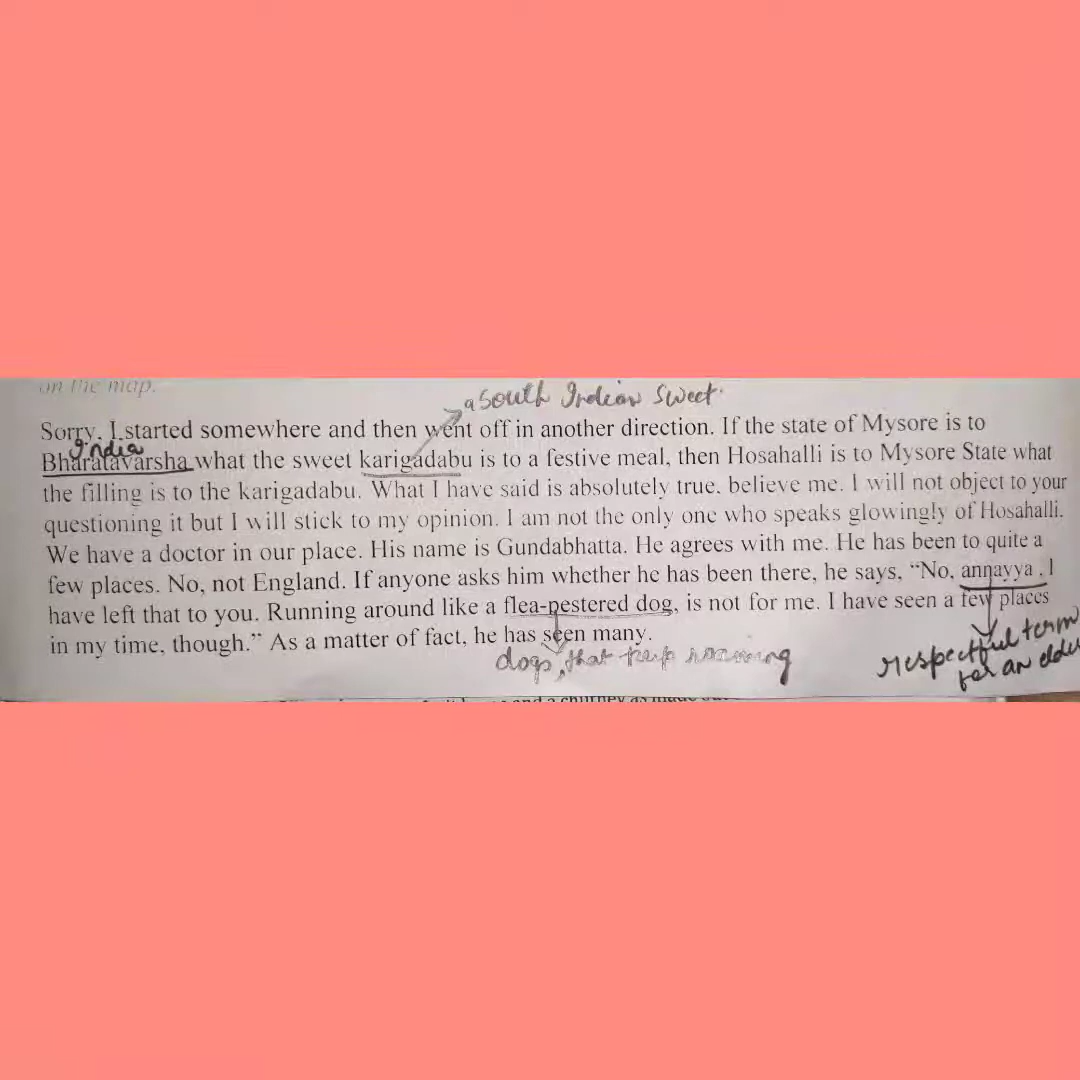 on the map.
a South Indian Sweet.
Sorry, I started somewhere and then went off in another direction. If the state of Mysore is to
India
Bharatavarsha what the sweet karigadabu is to a festive meal, then Hosahalli is to Mysore State what
the filling is to the karigadabu. What I have said is absolutely true, believe me. I will not object to your
questioning it but I will stick to my opinion. I am not the only one who speaks glowingly of Hosahalli.
We have a doctor in our place. His name is Gundabhatta. He agrees with me. He has been to quite a
few places. No, not England. If anyone asks him whether he has been there, he says, “No, annayya, I
have left that to you. Running around like a flea-pestered dog, is not for me. I have seen a few places
in my time, though.” As a matter of fact, he has seen many.
dogs, that keep roaming
respectful term
for an elder